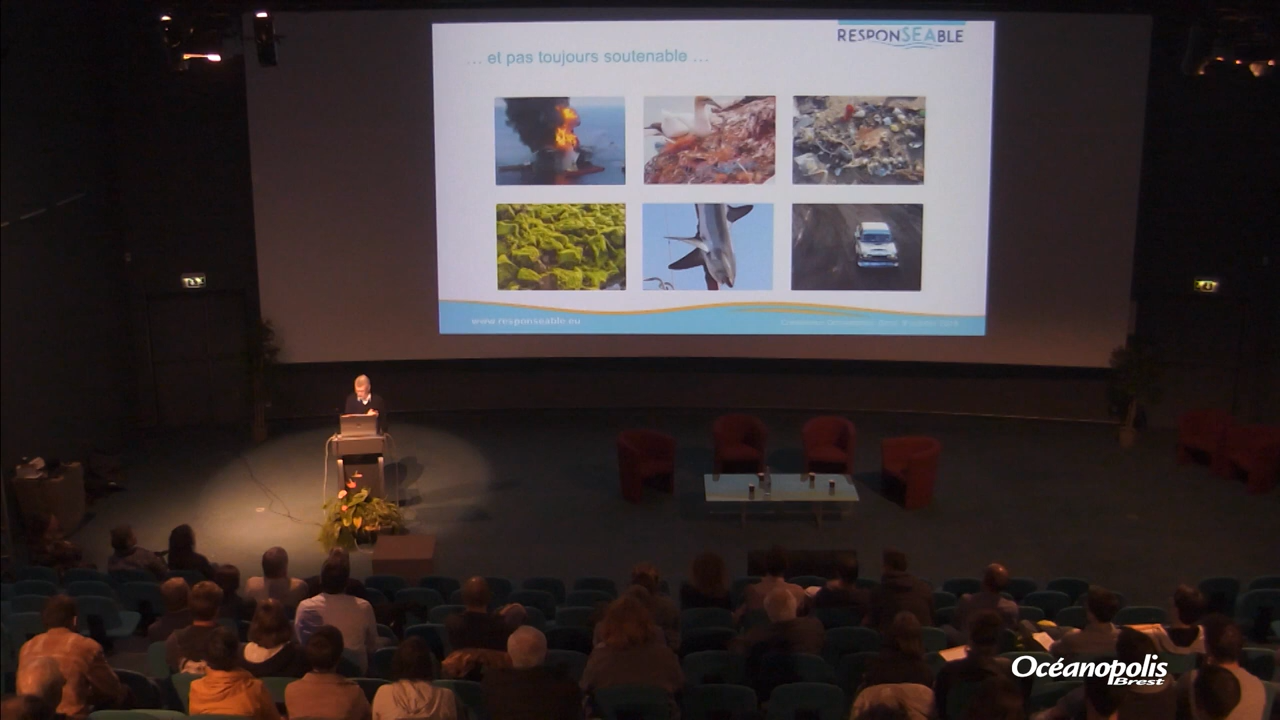 RESPONSEABLE
... et pas toujours soutenable ...
www.responseable.eu
Océanopolis
Brest